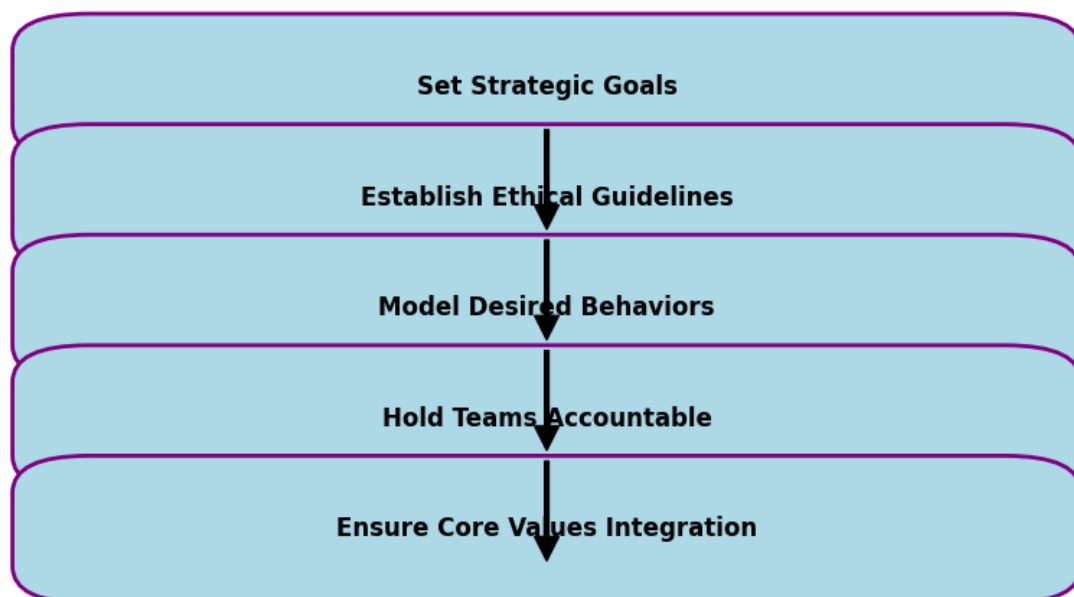 Set Strategic Goals
Establish Ethical Guidelines
Model Desired Behaviors
Hold Teams Accountable
Ensure Core Values Integration